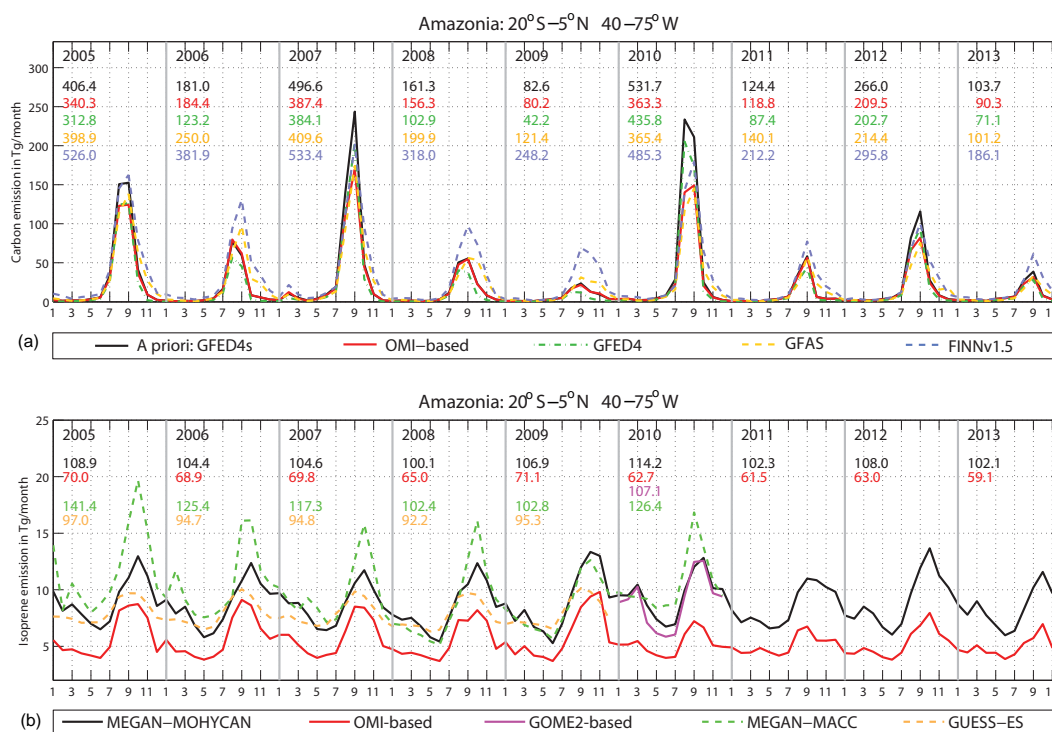 Amazonia: 20°S–5°N 40–75°W
Carbon emission in Tg/month
300
250
200
150
100
50
0
2005 2006 2007 2008 2009 2010 2011 2012 2013
406.4 181.0 496.6 161.3 82.6 531.7 124.4 266.0 103.7
340.3 184.4 387.4 156.3 80.2 363.3 118.8 209.5 90.3
312.8 123.2 384.1 102.9 42.2 435.8 87.4 202.7 71.1
398.9 250.0 409.6 199.9 121.4 365.4 140.1 214.4 101.2
526.0 381.9 533.4 318.0 248.2 485.3 212.2 295.8 186.1
1 3 5 7 9 11 1 3 5 7 9 11 1 3 5 7 9 11 1 3 5 7 9 11 1 3 5 7 9 11 1 3 5 7 9 11 1 3 5 7 9 11 1 3 5 7 9 11 1 3 5 7 9 1
(a) A priori: GFED4s OMI–based GFED4 GFAS FINNv1.5
Amazonia: 20°S–5°N 40–75°W
Isoprene emission in Tg/month
25
20
15
10
5
2005 2006 2007 2008 2009 2010 2011 2012 2013
108.9 104.4 104.6 100.1 106.9 114.2 102.3 108.0 102.1
70.0 68.9 69.8 65.0 71.1 62.7 61.5 63.0 59.1
107.1
141.4 125.4 117.3 102.4 102.8 126.4
97.0 94.7 94.8 92.2 95.3
1 3 5 7 9 11 1 3 5 7 9 11 1 3 5 7 9 11 1 3 5 7 9 11 1 3 5 7 9 11 1 3 5 7 9 11 1 3 5 7 9 11 1 3 5 7 9 11 1 3 5 7 9 11
(b) MEGAN–MOHYCAN OMI-based GOME2-based MEGAN–MACC GUESS–ES